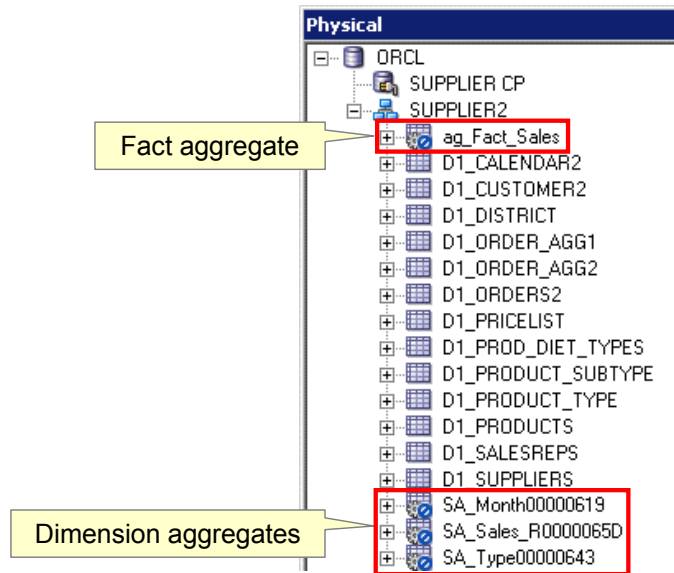 Physical
ORCL
SUPPLIER CP
SUPPLIER2
Fact aggregate
ag_Fact_Sales
D1_CALENDAR2
D1_CUSTOMER2
D1_DISTRICT
D1_ORDER_AGG1
D1_ORDER_AGG2
D1_ORDERS2
D1_PRICELIST
D1_PROD_DIET_TYPES
D1_PRODUCT_SUBTYPE
D1_PRODUCT_TYPE
D1_PRODUCTS
D1_SALESREPS
D1_SUPPLIERS
SA_Month00000619
Dimension aggregates
SA_Sales_R0000065D
SA_Type00000643